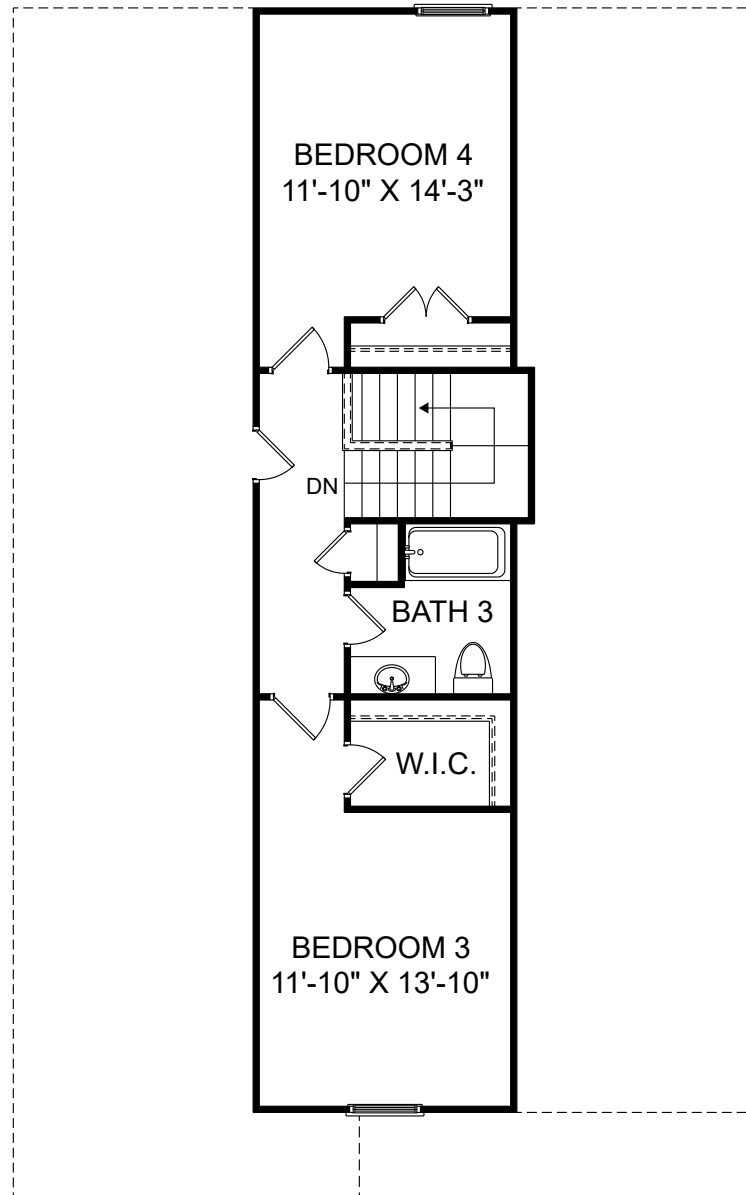 BEDROOM 4
11'-10" X 14'-3"
DN
BATH 3
W.I.C.
BEDROOM 3
11'-10" X 13'-10"